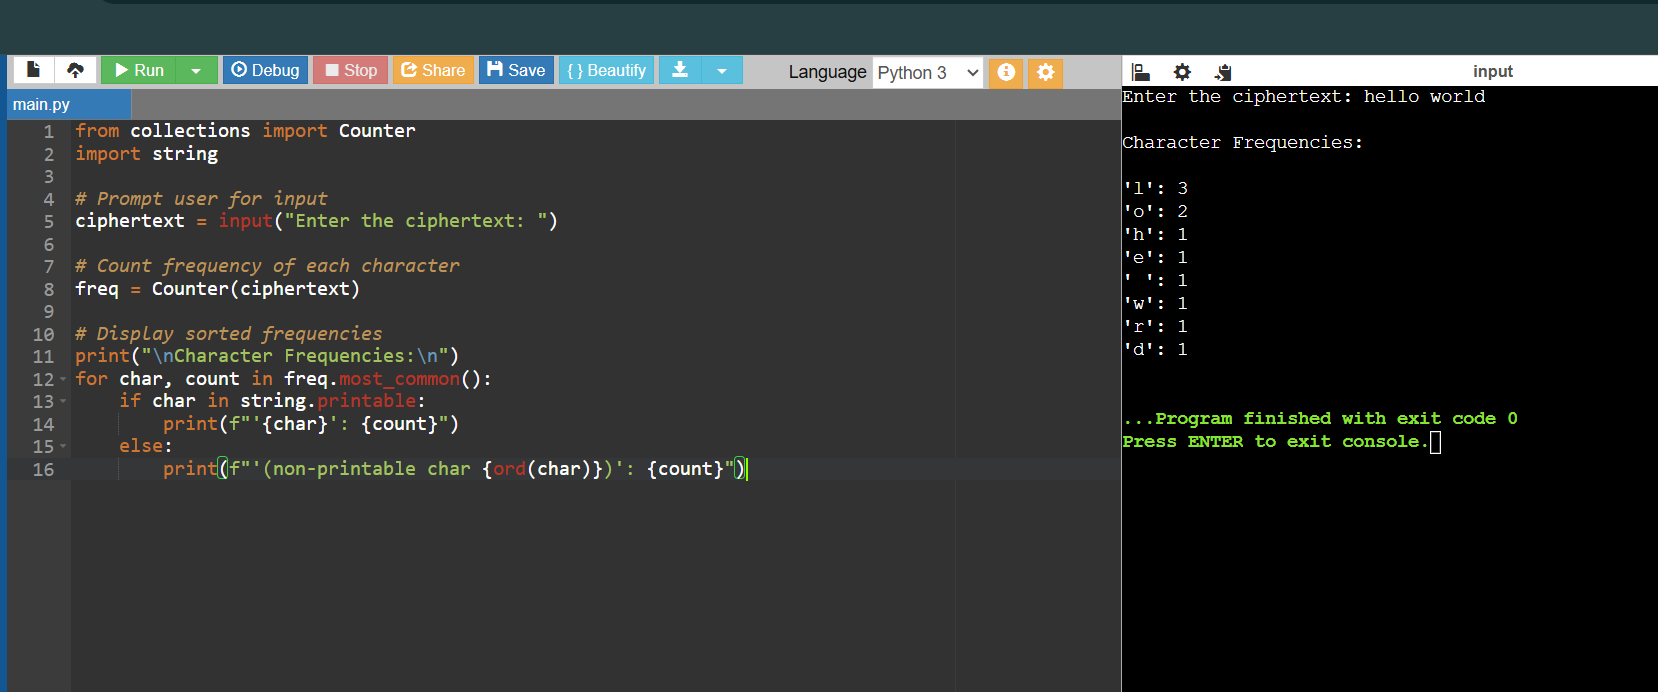 Run Debug Stop Share Save { } Beautify Language Python 3
main.py
1 from collections import Counter
2 import string
3
4 # Prompt user for input
5 ciphertext = input("Enter the ciphertext: ")
6
7 # Count frequency of each character
8 freq = Counter(ciphertext)
9
10 # Display sorted frequencies
11 print("\nCharacter Frequencies:\n")
12 for char, count in freq.most_common():
13     if char in string.printable:
14         print(f"'{char}': {count}")
15     else:
16         print(f"'(non-printable char {ord(char)})': {count}")
input
Enter the ciphertext: hello world

Character Frequencies:

'l': 3
'o': 2
'h': 1
'e': 1
' ': 1
'w': 1
'r': 1
'd': 1

...Program finished with exit code 0
Press ENTER to exit console.